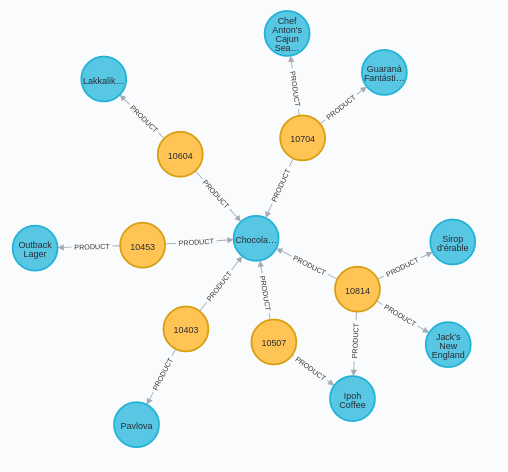 Chef
Anton's
Cajun
Sea…
Guaraná
Fantásti…
Lakkalik…
PRODUCT
PRODUCT
PRODUCT
10704
10604
PRODUCT
PRODUCT
Outback
Lager
PRODUCT
10453
PRODUCT
Chocola…
Sirop
d'érable
PRODUCT
PRODUCT
10814
PRODUCT
PRODUCT
PRODUCT
10403
10507
PRODUCT
Jack's
New
England
PRODUCT
PRODUCT
PRODUCT
Ipoh
Coffee
Pavlova